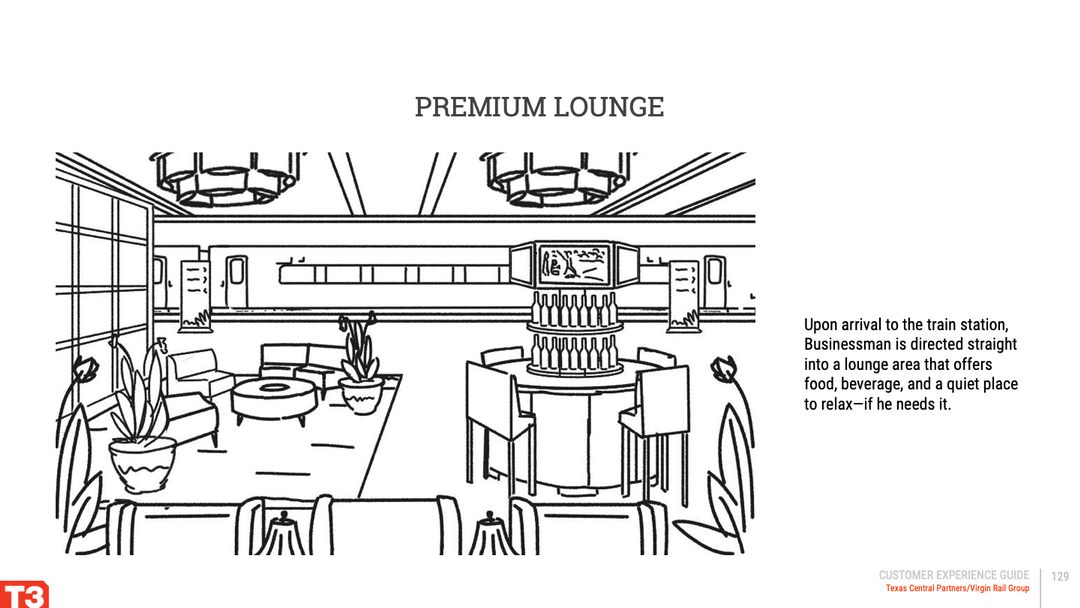 PREMIUM LOUNGE
Upon arrival to the train station,
Businessman is directed straight
into a lounge area that offers
food, beverage, and a quiet place
to relax—if he needs it.
CUSTOMER EXPERIENCE GUIDE
Texas Central Partners/Virgin Rail Group
129
T3